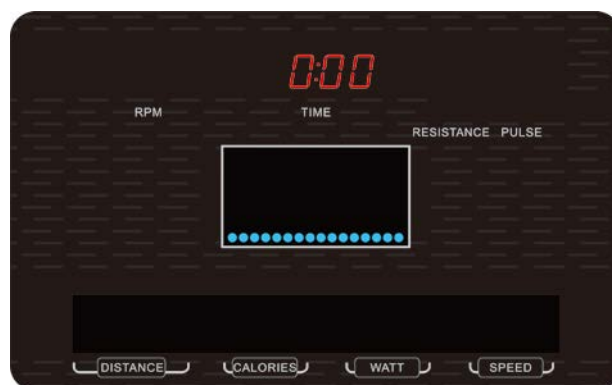 0:00
RPM TIME
RESISTANCE PULSE
DISTANCE CALORIES WATT SPEED